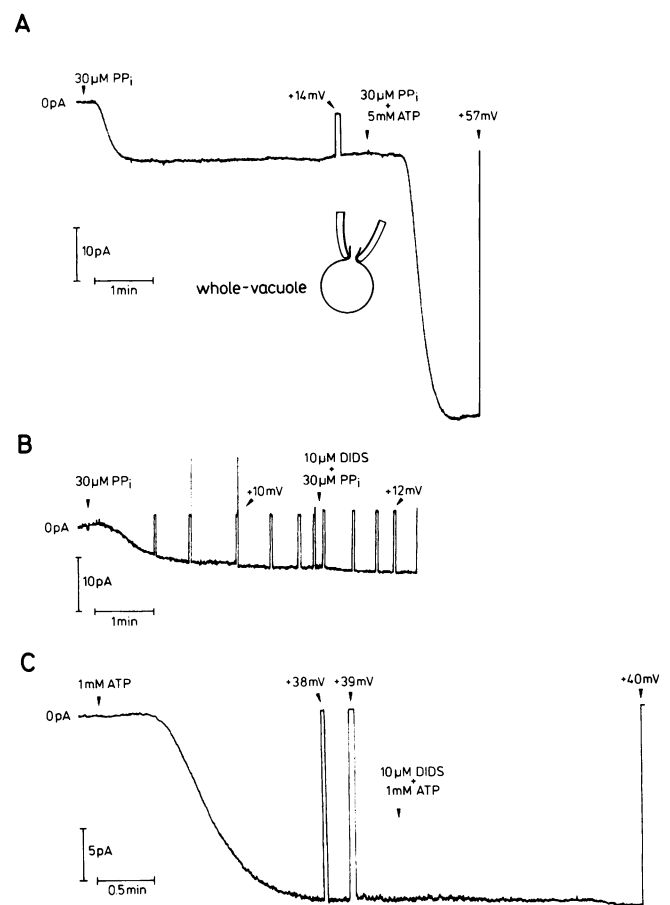 A
30µM PPi
0pA
+14mV
30µM PPi
+
5mM ATP
+57mV
10pA
1min
whole-vacuole
B
30µM PPi
0pA
+10mV
10µM DIDS
+
30µM PPi
+12mV
10pA
1min
C
1mM ATP
0pA
+38mV
+39mV
+40mV
10µM DIDS
+
1mM ATP
5pA
0.5min